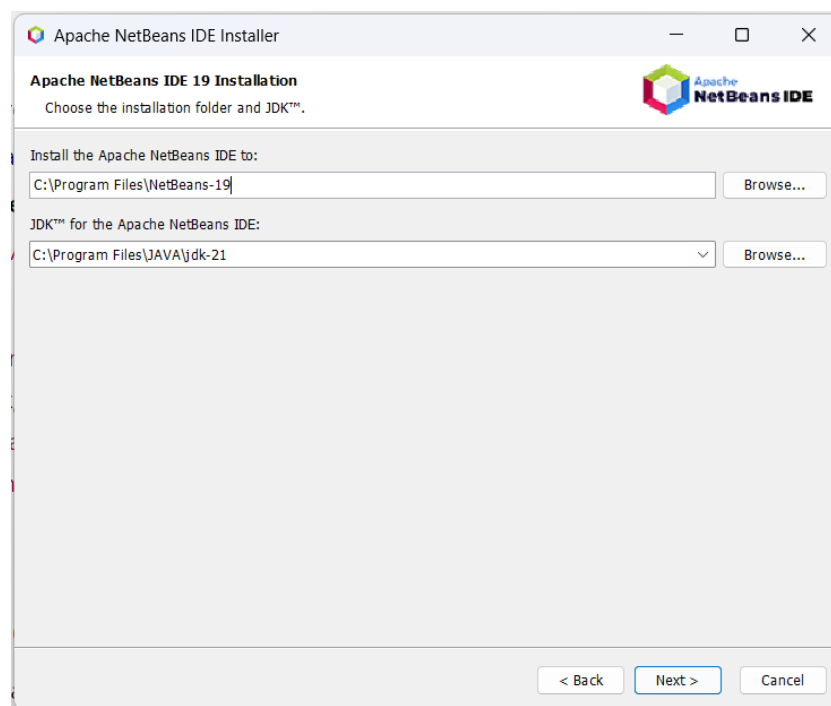 Apache NetBeans IDE Installer
Apache NetBeans IDE 19 Installation
Choose the installation folder and JDK™.
Apache
NetBeans IDE
Install the Apache NetBeans IDE to:
C:\Program Files\NetBeans-19
Browse...
JDK™ for the Apache NetBeans IDE:
C:\Program Files\JAVA\jdk-21
Browse...
< Back Next > Cancel